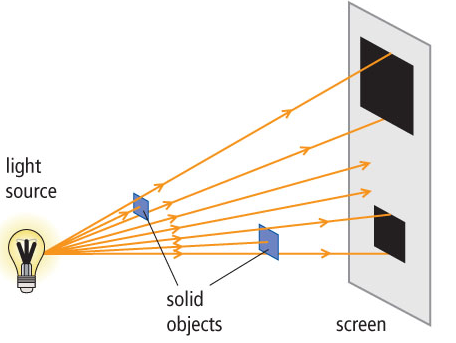 light
source
solid
objects
screen